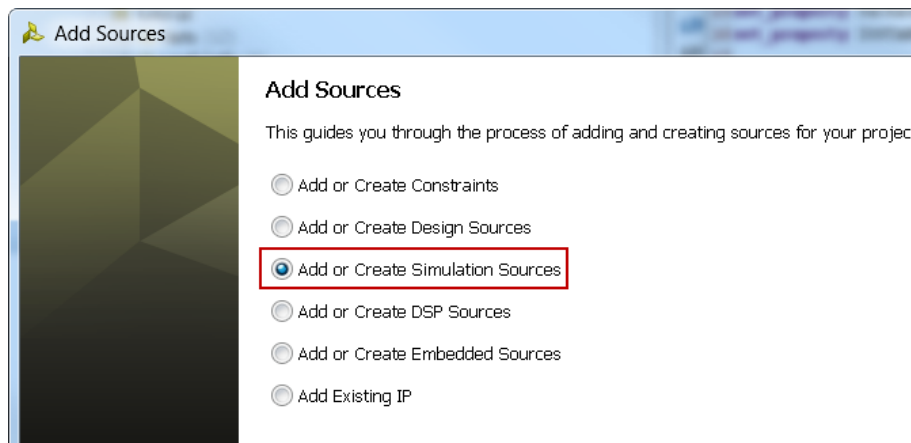 Add Sources
Add Sources
This guides you through the process of adding and creating sources for your projec
Add or Create Constraints
Add or Create Design Sources
Add or Create Simulation Sources
Add or Create DSP Sources
Add or Create Embedded Sources
Add Existing IP